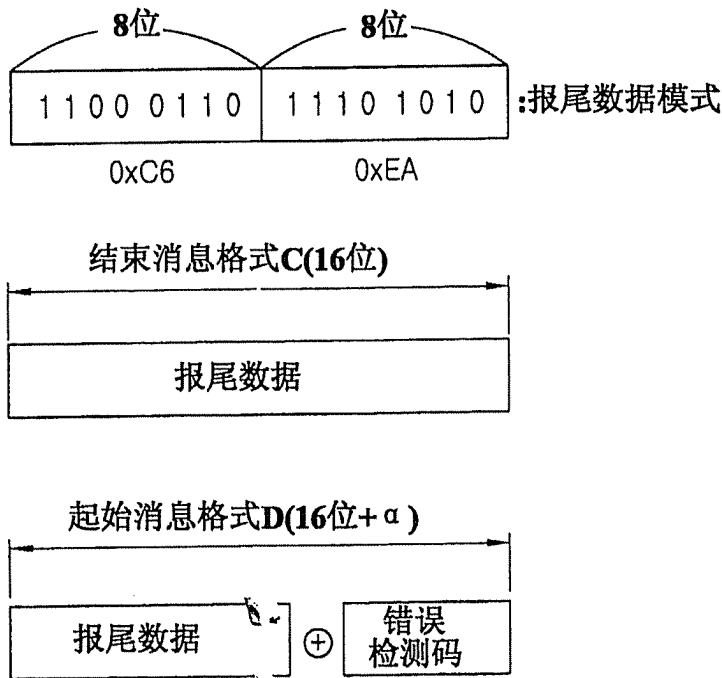 8位 8位
1100 0110 1110 1010 :报尾数据模式
0xC6 0xEA
结束消息格式C(16位)
报尾数据
起始消息格式D(16位+α)
报尾数据 ⊕ 错误
检测码